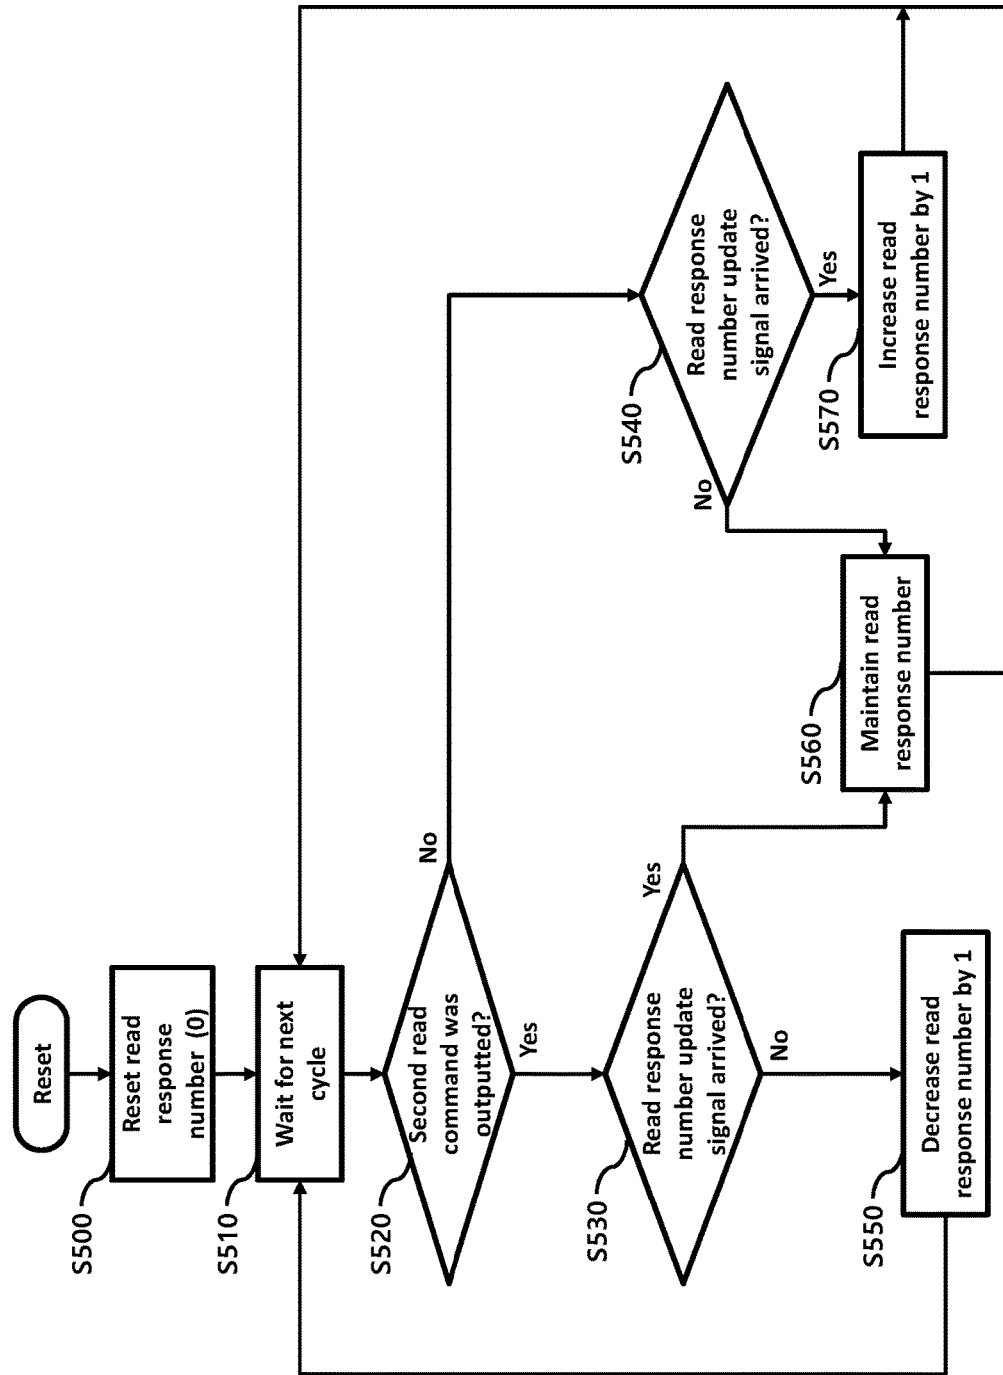 Reset
S500
Reset read
response
number (0)
S510
Wait for next
cycle
S520
Second read
command was
outputted?
No
Yes
S530
Read response
number update
signal arrived?
Yes
No
S540
Read response
number update
signal arrived?
No
Yes
S550
Decrease read
response number by 1
S560
Maintain read
response number
S570
Increase read
response number by 1